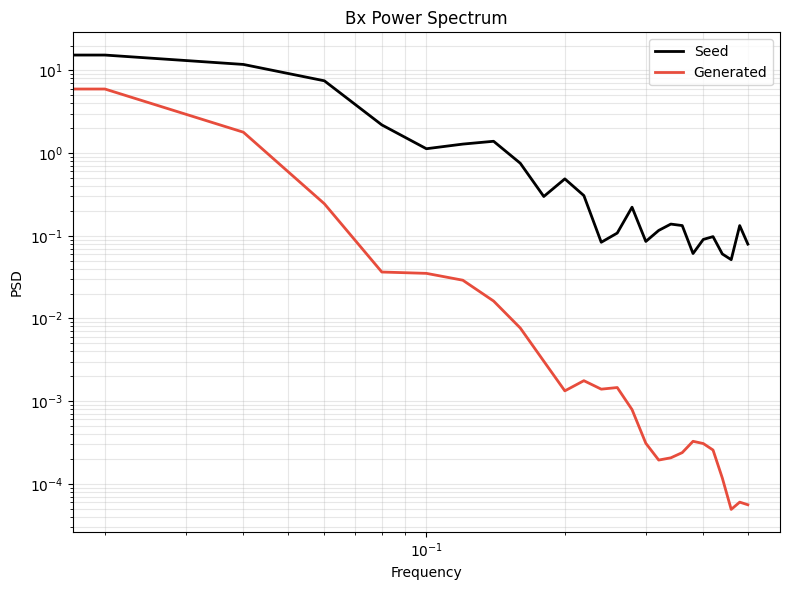 Bx Power Spectrum
Seed
Generated
PSD
10¹
10⁰
10⁻¹
10⁻²
10⁻³
10⁻⁴
10⁻¹
Frequency